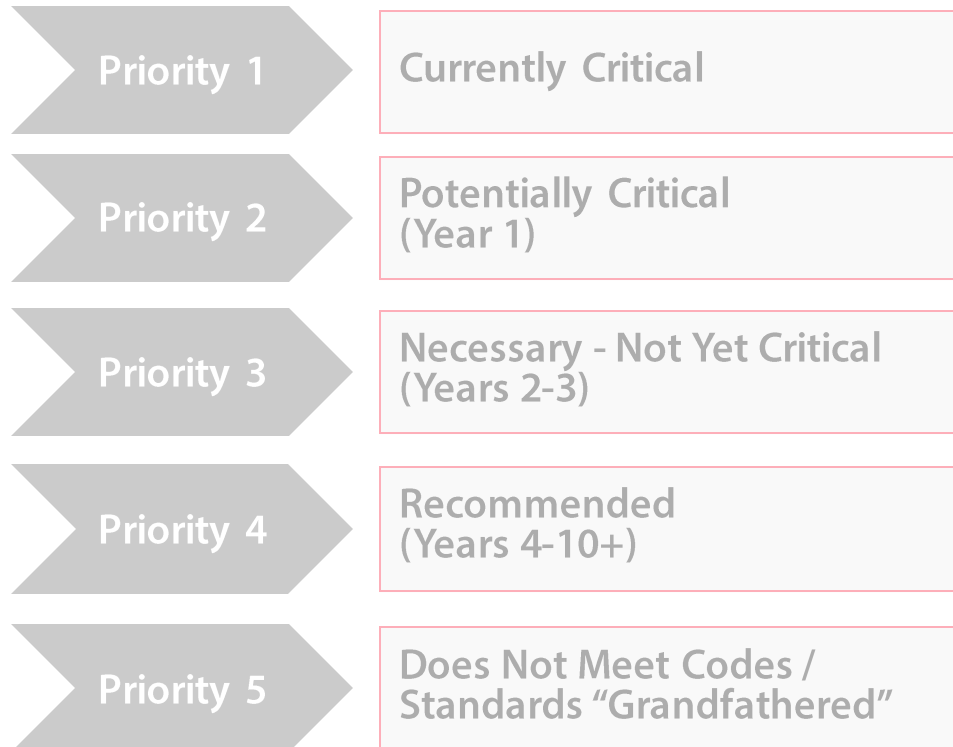 Priority 1
Currently Critical
Priority 2
Potentially Critical
(Year 1)
Priority 3
Necessary - Not Yet Critical
(Years 2-3)
Priority 4
Recommended
(Years 4-10+)
Priority 5
Does Not Meet Codes /
Standards “Grandfathered”